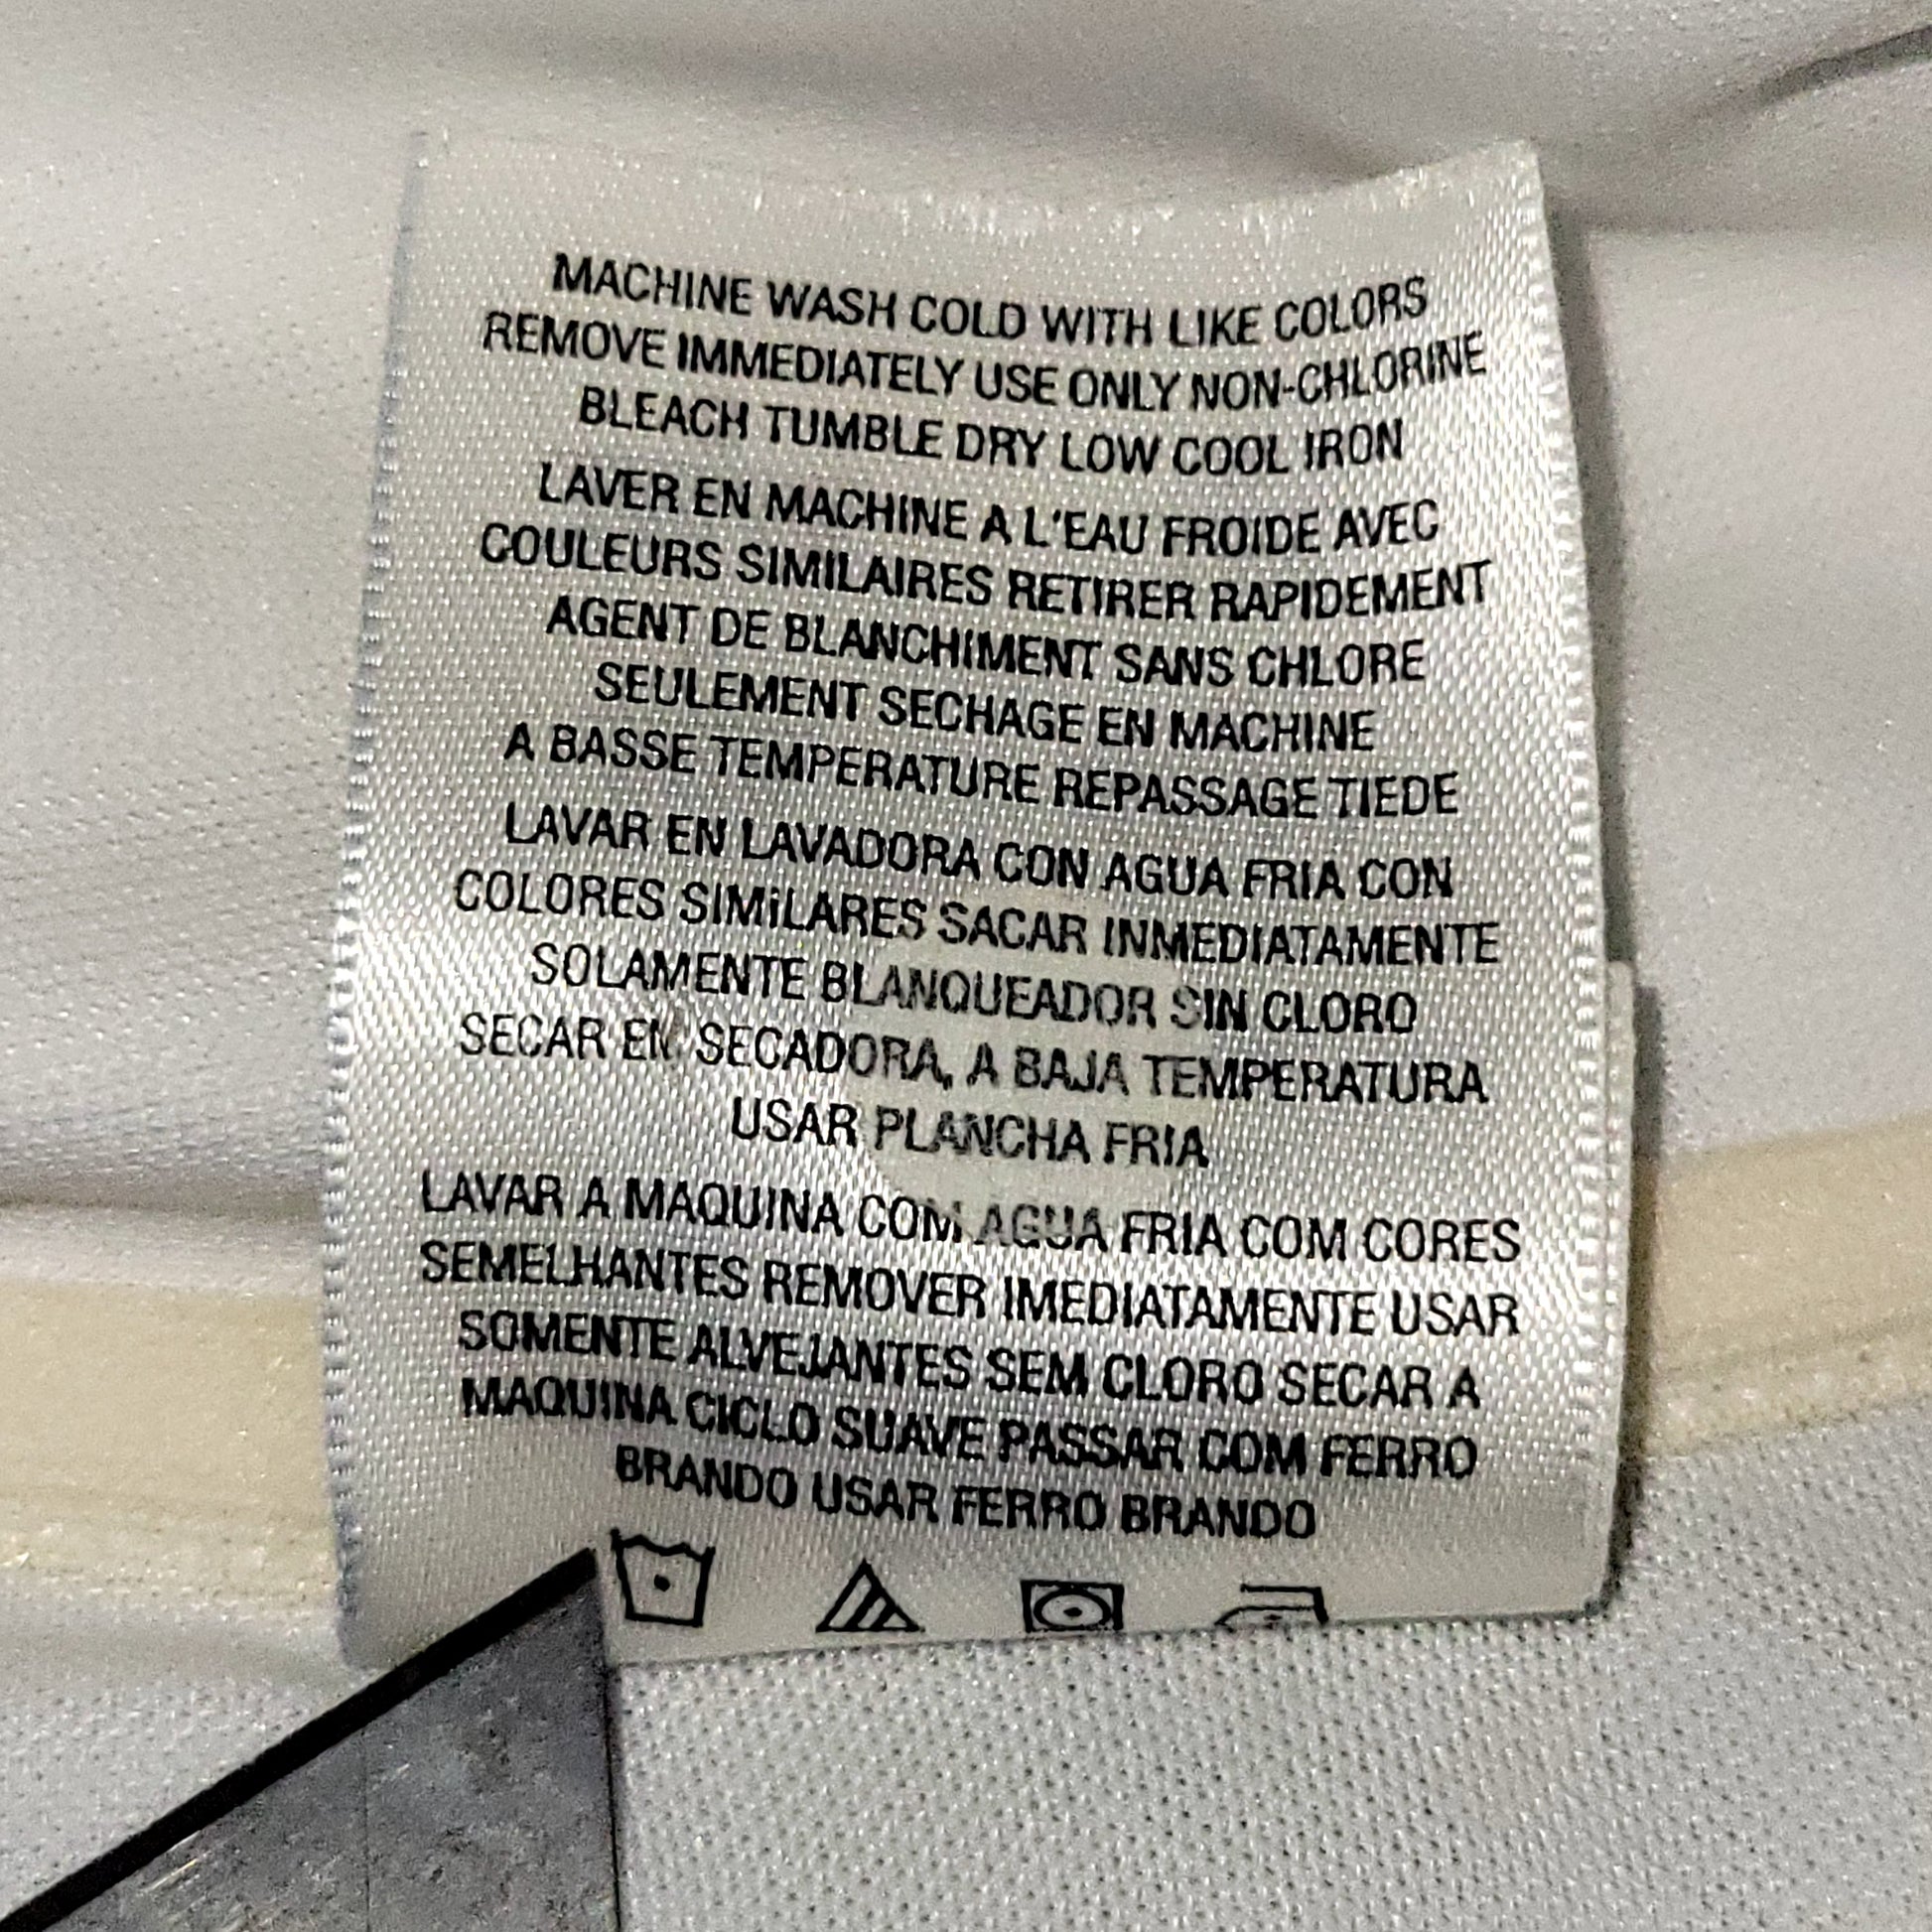 MACHINE WASH COLD WITH LIKE COLORS
REMOVE IMMEDIATELY USE ONLY NON-CHLORINE
BLEACH TUMBLE DRY LOW COOL IRON
LAVER EN MACHINE A L'EAU FROIDE AVEC
COULEURS SIMILAIRES RETIRER RAPIDEMENT
AGENT DE BLANCHIMENT SANS CHLORE
SEULEMENT SECHAGE EN MACHINE
A BASSE TEMPERATURE REPASSAGE TIEDE
LAVAR EN LAVADORA CON AGUA FRIA CON
COLORES SIMiLARES SACAR INMEDIATAMENTE
SOLAMENTE BLANQUEADOR SIN CLORO
SECAR EN SECADORA, A BAJA TEMPERATURA
USAR PLANCHA FRIA
LAVAR A MAQUINA COM AGUA FRIA COM CORES
SEMELHANTES REMOVER IMEDIATAMENTE USAR
SOMENTE ALVEJANTES SEM CLORO SECAR A
MAQUINA CICLO SUAVE PASSAR COM FERRO
BRANDO USAR FERRO BRANDO